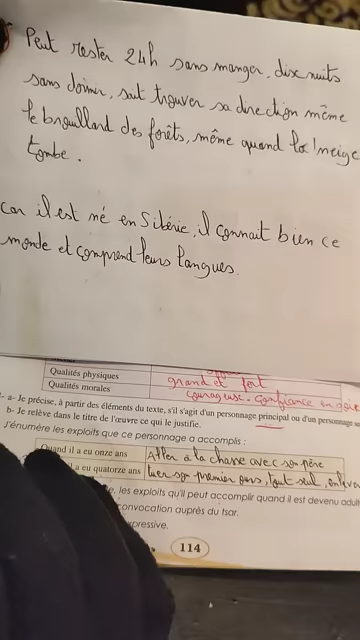 Peut rester 24h sans manger, dix nuits
sans dormir, sait trouver sa direction même
le brouillard des forêts, même quand la neige
tombe.
Car il est né en Sibérie, il connait bien ce
monde et comprend leurs langues.
Qualités physiques grand et fort
Qualités morales courageuse. confiance en
a- Je précise, à partir des éléments du texte, s'il s'agit d'un personnage principal ou d'un personnage
b- Je relève dans le titre de l'œuvre ce qui le justifie.
J'énumère les exploits que ce personnage a accomplis :
Quand il a eu onze ans Aller à la chasse avec son père
a eu quatorze ans tuer son premier ours, tout seul,
les exploits qu'il peut accomplir quand il est devenu
convocation auprès du tsar.
114